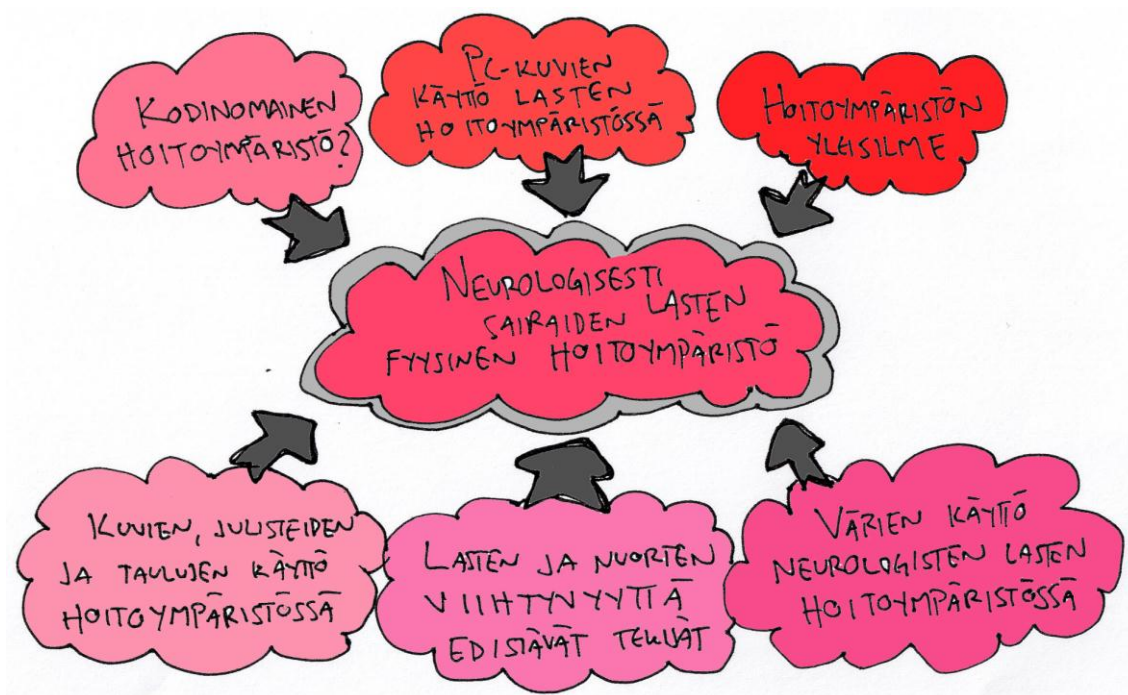 KODINOMAINEN
HOITOYMPÄRISTÖ?
PC-KUVIEN
KÄYTTÖ LASTEN
HOITOYMPÄRISTÖSSÄ
HOITOYMPÄRISTÖN
YLEISILME
NEUROLOGISESTI
SAIRAIDEN LASTEN
FYYSINEN HOITOYMPÄRISTÖ
KUVIEN, JULISTEIDEN
JA TAULUJEN KÄYTTÖ
HOITOYMPÄRISTÖSSÄ
LASTEN JA NUORTEN
VIIHTYVYYTTÄ
EDISTÄVÄT TEKIJÄT
VÄRIEN KÄYTTÖ
NEUROLOGISTEN LASTEN
HOITOYMPÄRISTÖSSÄ